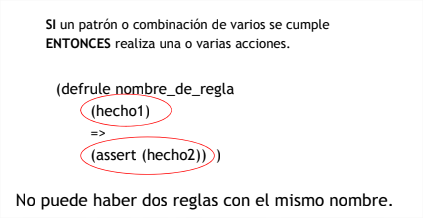 SI un patrón o combinación de varios se cumple
ENTONCES realiza una o varias acciones.
(defrule nombre_de_regla
(hecho1)
=>
(assert (hecho2)) )
No puede haber dos reglas con el mismo nombre.